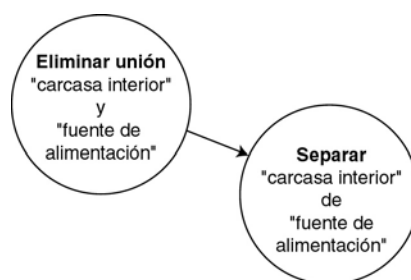 Eliminar unión
"carcasa interior"
y
"fuente de
alimentación"
Separar
"carcasa interior"
de
"fuente de
alimentación"